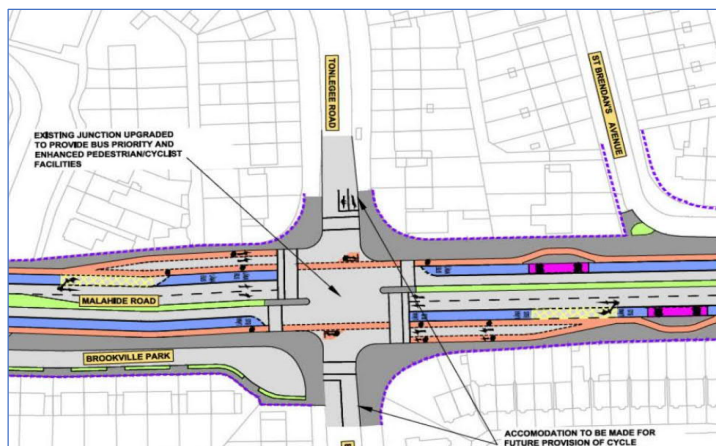 TONLEGEE ROAD
ST BRENDAN'S AVENUE
EXISTING JUNCTION UPGRADED
TO PROVIDE BUS PRIORITY AND
ENHANCED PEDESTRIAN/CYCLIST
FACILITIES
MALAHIDE ROAD
BROOKVILLE PARK
ACCOMODATION TO BE MADE FOR
FUTURE PROVISION OF CYCLE